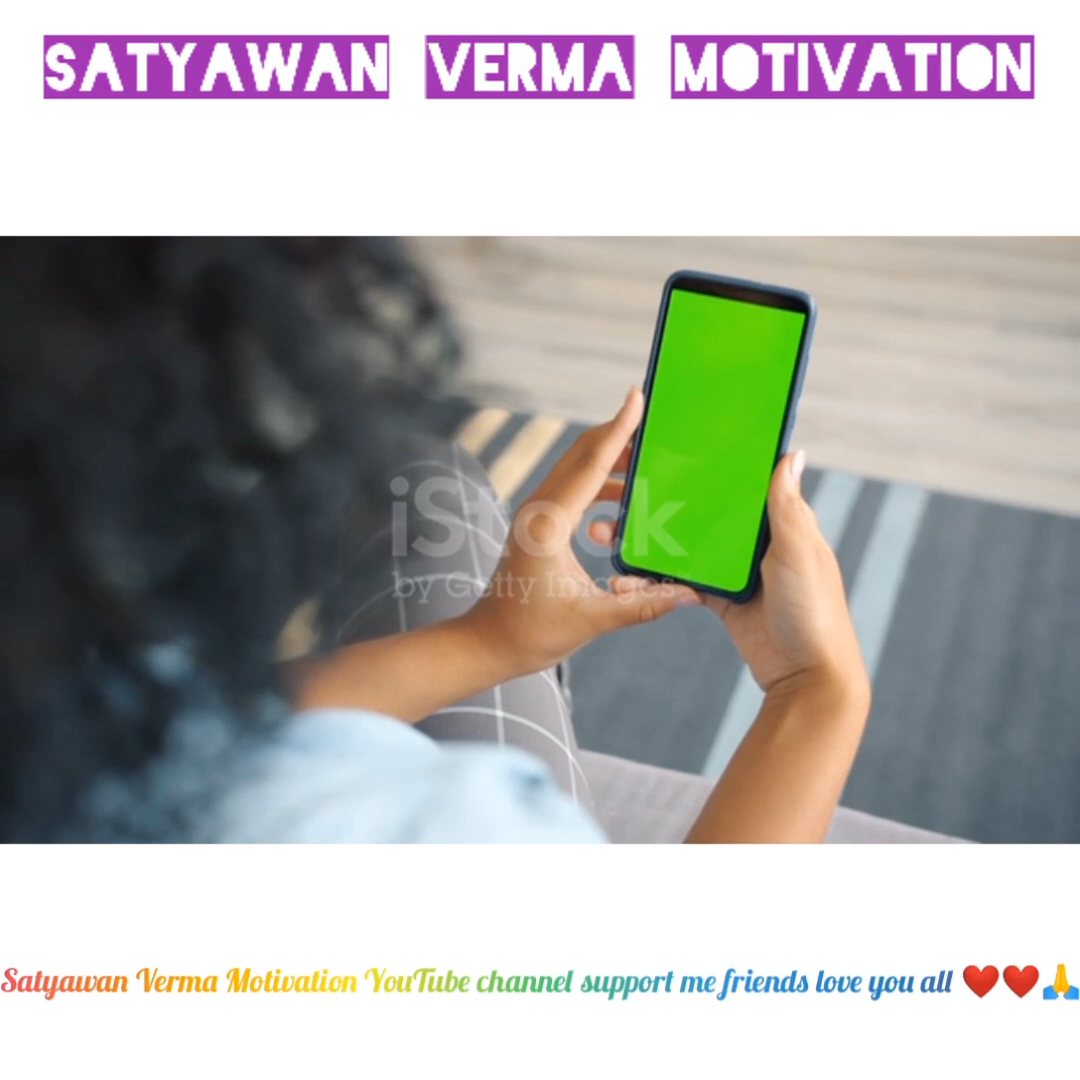 SATYAWAN VERMA MOTIVATION
iStock
by Getty Images
Satyawan Verma Motivation YouTube channel support me friends love you all ❤️❤️🙏